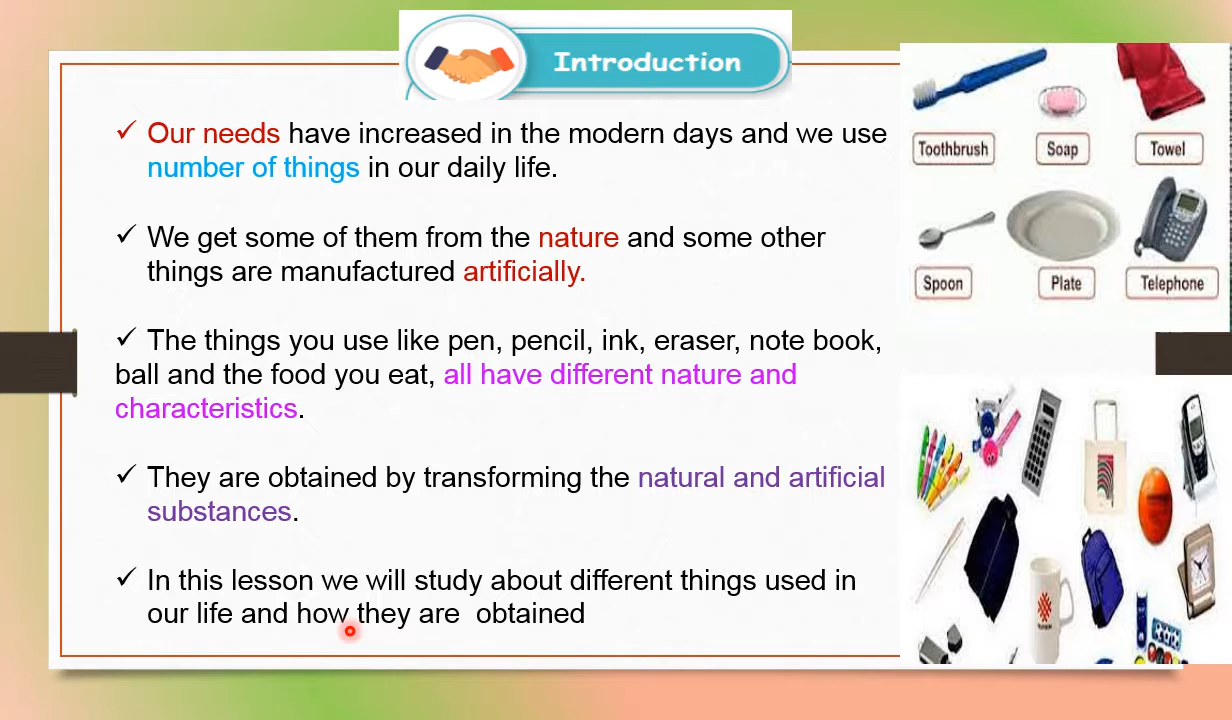 Introduction
✓ Our needs have increased in the modern days and we use
number of things in our daily life.
✓ We get some of them from the nature and some other
things are manufactured artificially.
✓ The things you use like pen, pencil, ink, eraser, note book,
ball and the food you eat, all have different nature and
characteristics.
✓ They are obtained by transforming the natural and artificial
substances.
✓ In this lesson we will study about different things used in
our life and how they are  obtained
Toothbrush
Soap
Towel
Spoon
Plate
Telephone